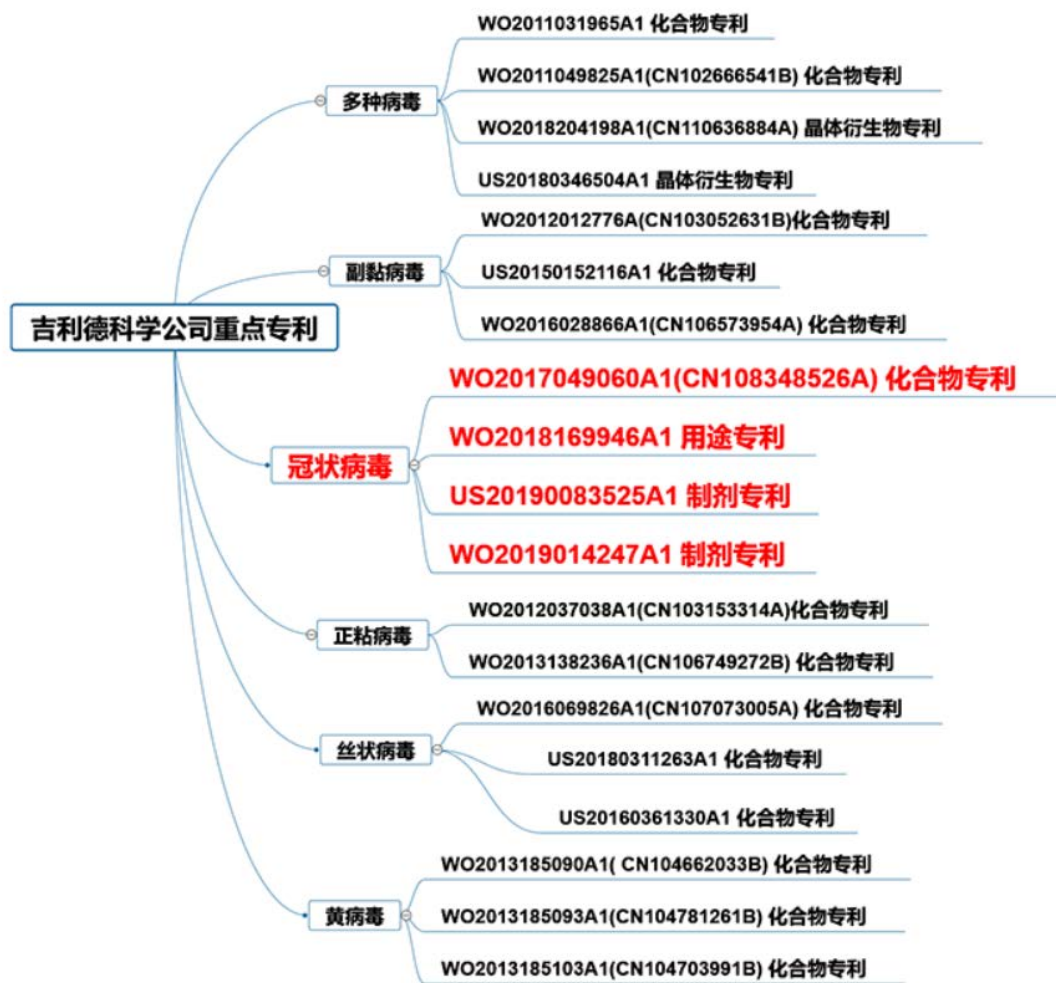 吉利德科学公司重点专利
多种病毒
WO2011031965A1 化合物专利
WO2011049825A1(CN102666541B) 化合物专利
WO2018204198A1(CN110636884A) 晶体衍生物专利
US20180346504A1 晶体衍生物专利
副黏病毒
WO2012012776A(CN103052631B)化合物专利
US20150152116A1 化合物专利
WO2016028866A1(CN106573954A) 化合物专利
冠状病毒
WO2017049060A1(CN108348526A) 化合物专利
WO2018169946A1 用途专利
US20190083525A1 制剂专利
WO2019014247A1 制剂专利
正粘病毒
WO2012037038A1(CN103153314A)化合物专利
WO2013138236A1(CN106749272B) 化合物专利
丝状病毒
WO2016069826A1(CN107073005A) 化合物专利
US20180311263A1 化合物专利
US20160361330A1 化合物专利
黄病毒
WO2013185090A1( CN104662033B) 化合物专利
WO2013185093A1(CN104781261B) 化合物专利
WO2013185103A1(CN104703991B) 化合物专利